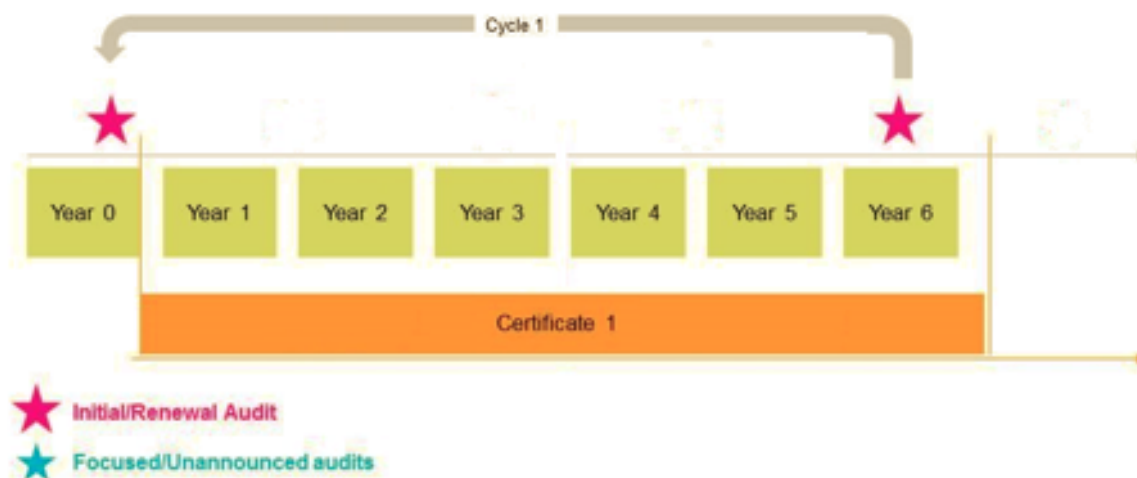 Cycle 1
Year 0 Year 1 Year 2 Year 3 Year 4 Year 5 Year 6
Certificate 1
Initial/Renewal Audit
Focused/Unannounced audits